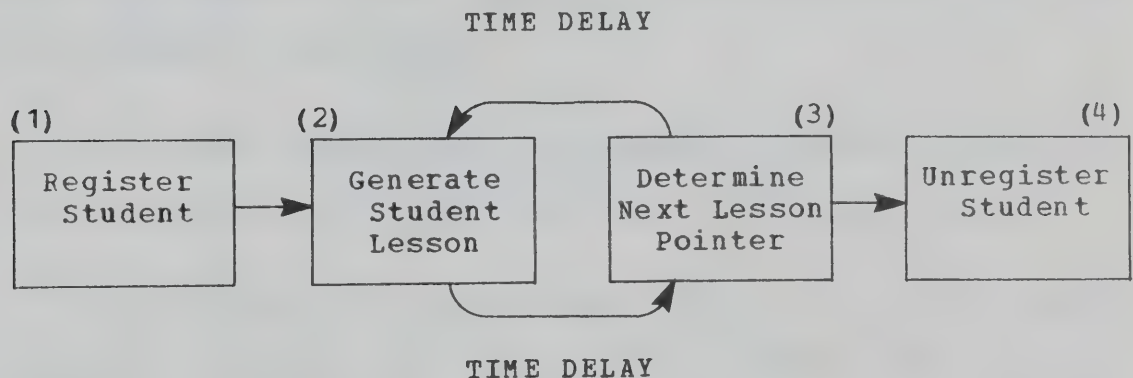 TIME DELAY
(1)
Register
Student
(2)
Generate
Student
Lesson
(3)
Determine
Next Lesson
Pointer
(4)
Unregister
Student
TIME DELAY